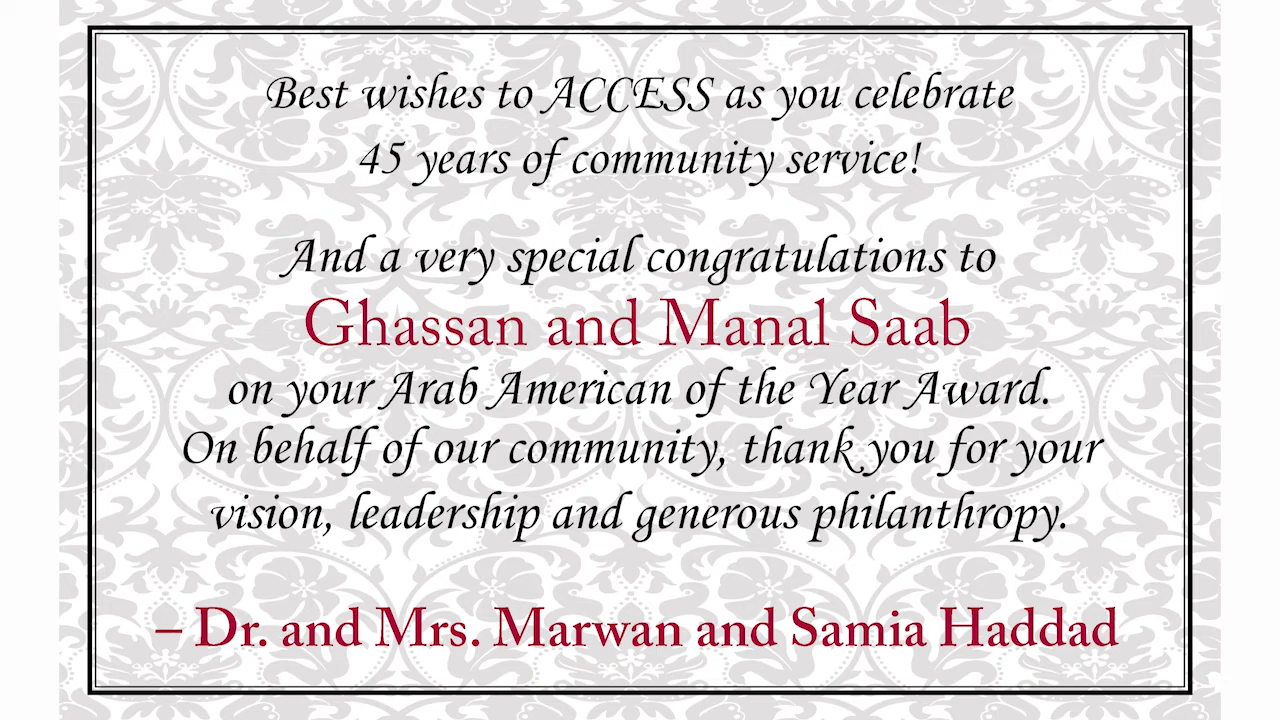 Best wishes to ACCESS as you celebrate
45 years of community service!
And a very special congratulations to
Ghassan and Manal Saab
on your Arab American of the Year Award.
On behalf of our community, thank you for your
vision, leadership and generous philanthropy.
– Dr. and Mrs. Marwan and Samia Haddad